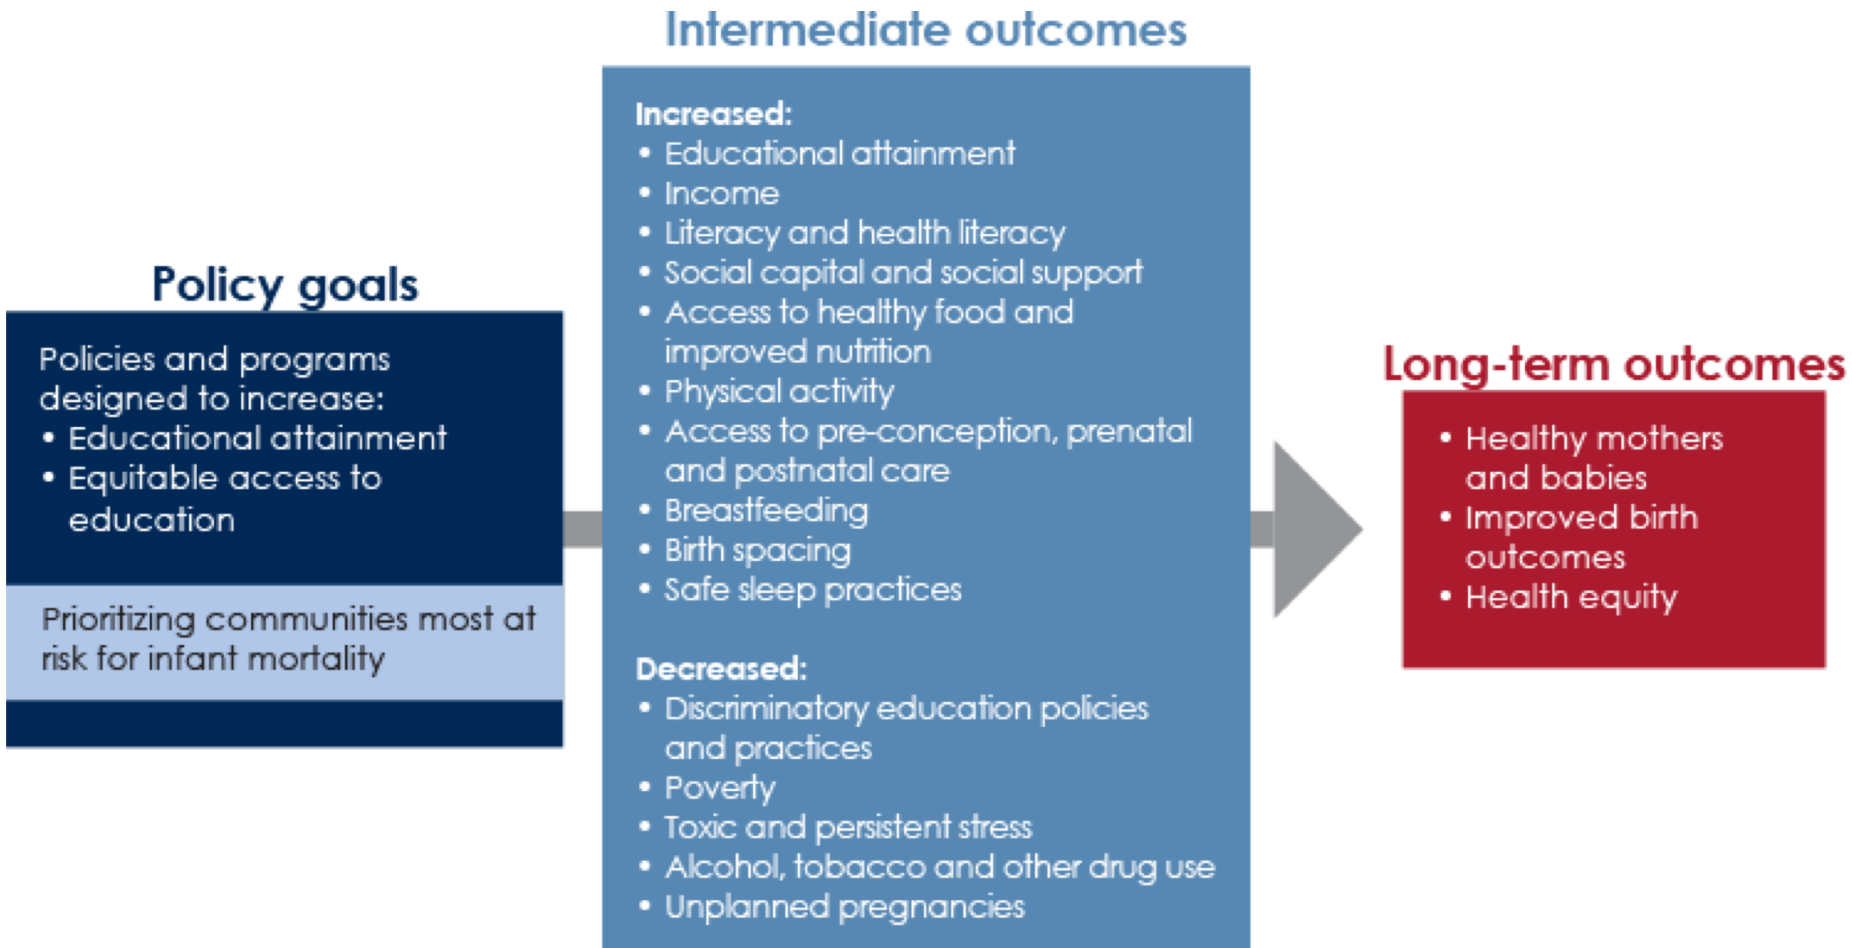 Policy goals
Policies and programs
designed to increase:
• Educational attainment
• Equitable access to
education
Prioritizing communities most at
risk for infant mortality
Intermediate outcomes
Increased:
• Educational attainment
• Income
• Literacy and health literacy
• Social capital and social support
• Access to healthy food and
improved nutrition
• Physical activity
• Access to pre-conception, prenatal
and postnatal care
• Breastfeeding
• Birth spacing
• Safe sleep practices
Decreased:
• Discriminatory education policies
and practices
• Poverty
• Toxic and persistent stress
• Alcohol, tobacco and other drug use
• Unplanned pregnancies
Long-term outcomes
• Healthy mothers
and babies
• Improved birth
outcomes
• Health equity